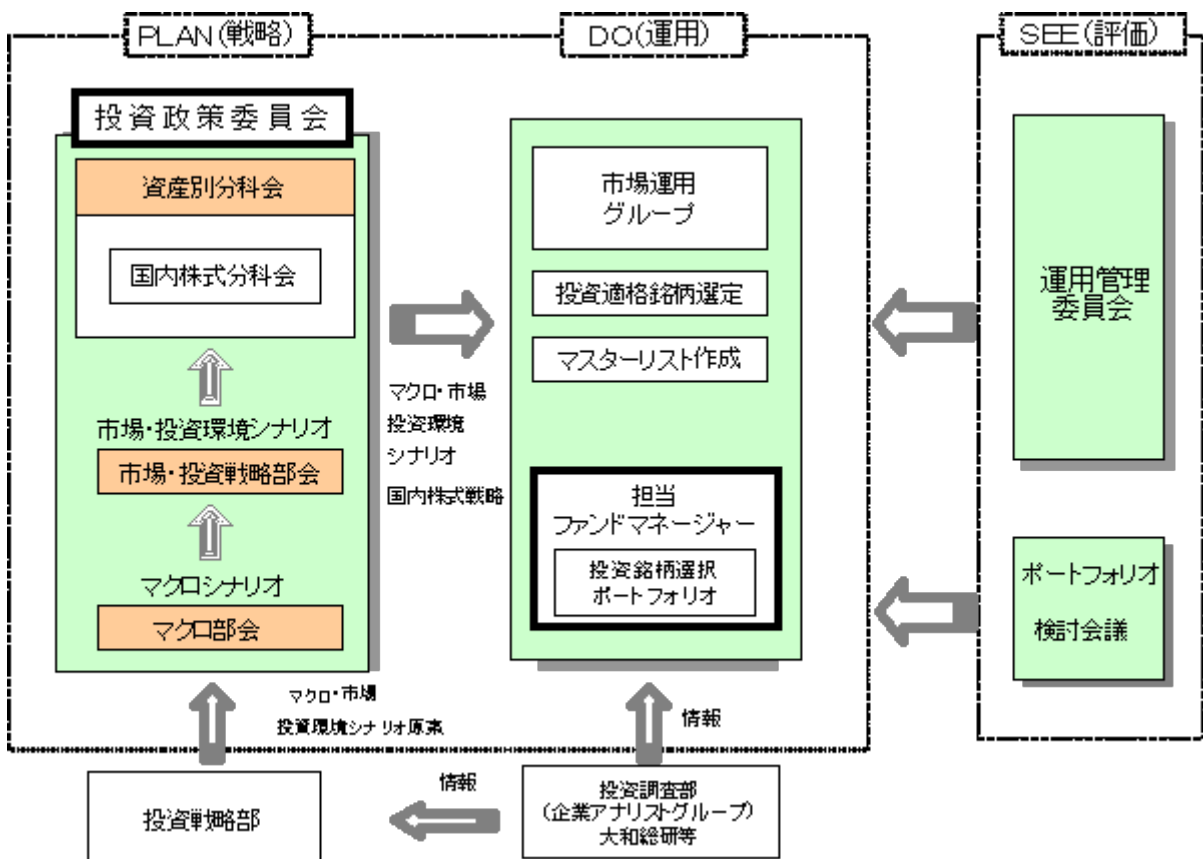 PLAN(戦略)
DO(運用)
SEE(評価)
投資政策委員会
資産別分科会
国内株式分科会
市場・投資環境シナリオ
市場・投資戦略部会
マクロシナリオ
マクロ部会
マクロ・市場
投資環境
シナリオ
国内株式戦略
市場運用
グループ
投資適格銘柄選定
マスターリスト作成
担当
ファンドマネージャー
投資銘柄選択
ポートフォリオ
運用管理
委員会
ポートフォリオ
検討会議
マクロ・市場
投資環境シナリオ原案
情報
投資戦略部
情報
投資調査部
(企業アナリストグループ)
大和総研等